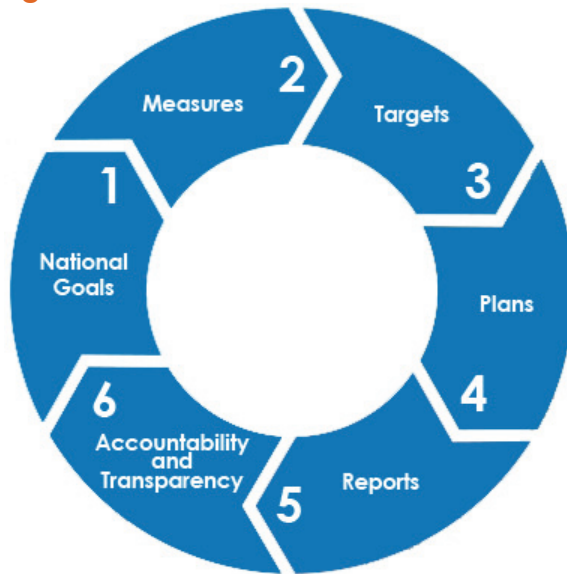 1
National
Goals
2
Measures
Targets
3
Plans
4
Reports
5
6
Accountability
and
Transparency